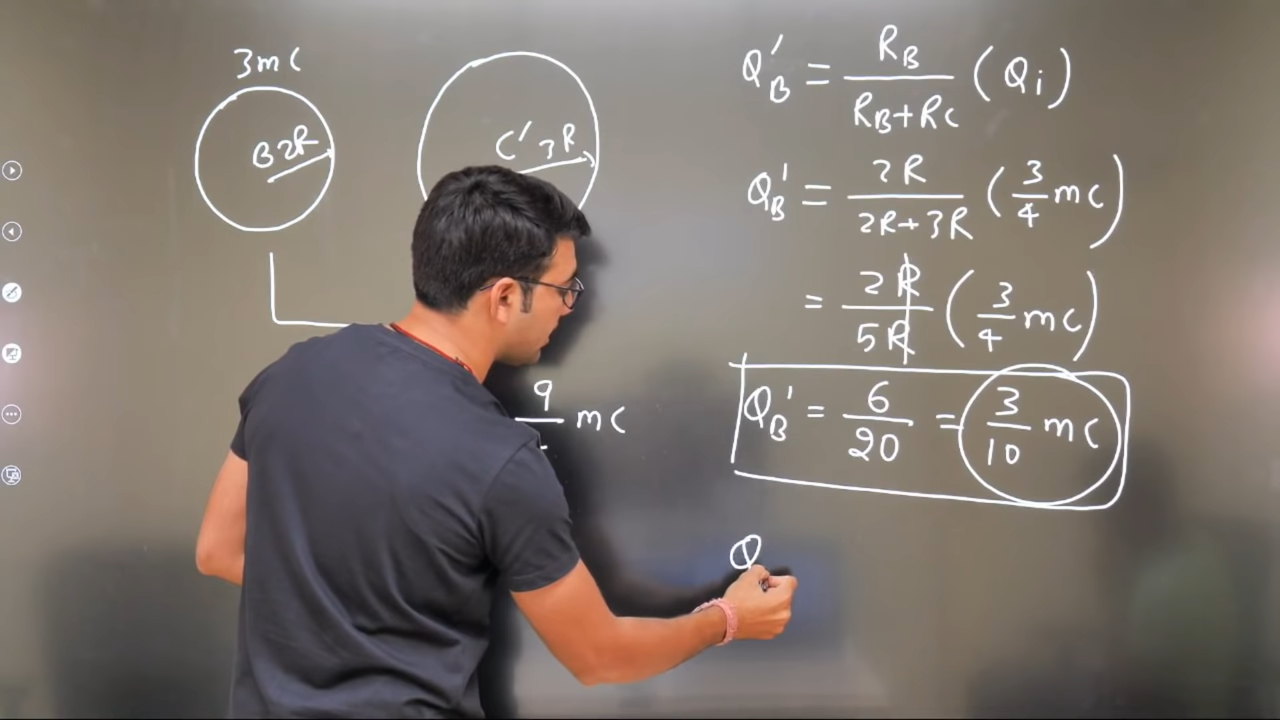 3mC
B 2R
C' 3R
9/ mC
Q'B = RB/(RB+RC) (Qi)
Q'B = 2R/(2R+3R) (3/4 mC)
= 2R/5R (3/4 mC)
Q'B = 6/20 = 3/10 mC
Q